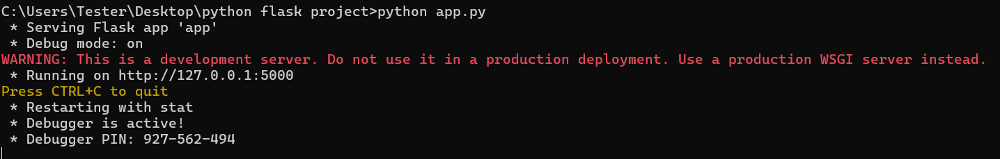 C:\Users\Tester\Desktop\python flask project>python app.py
 * Serving Flask app 'app'
 * Debug mode: on
WARNING: This is a development server. Do not use it in a production deployment. Use a production WSGI server instead.
 * Running on http://127.0.0.1:5000
Press CTRL+C to quit
 * Restarting with stat
 * Debugger is active!
 * Debugger PIN: 927-562-494